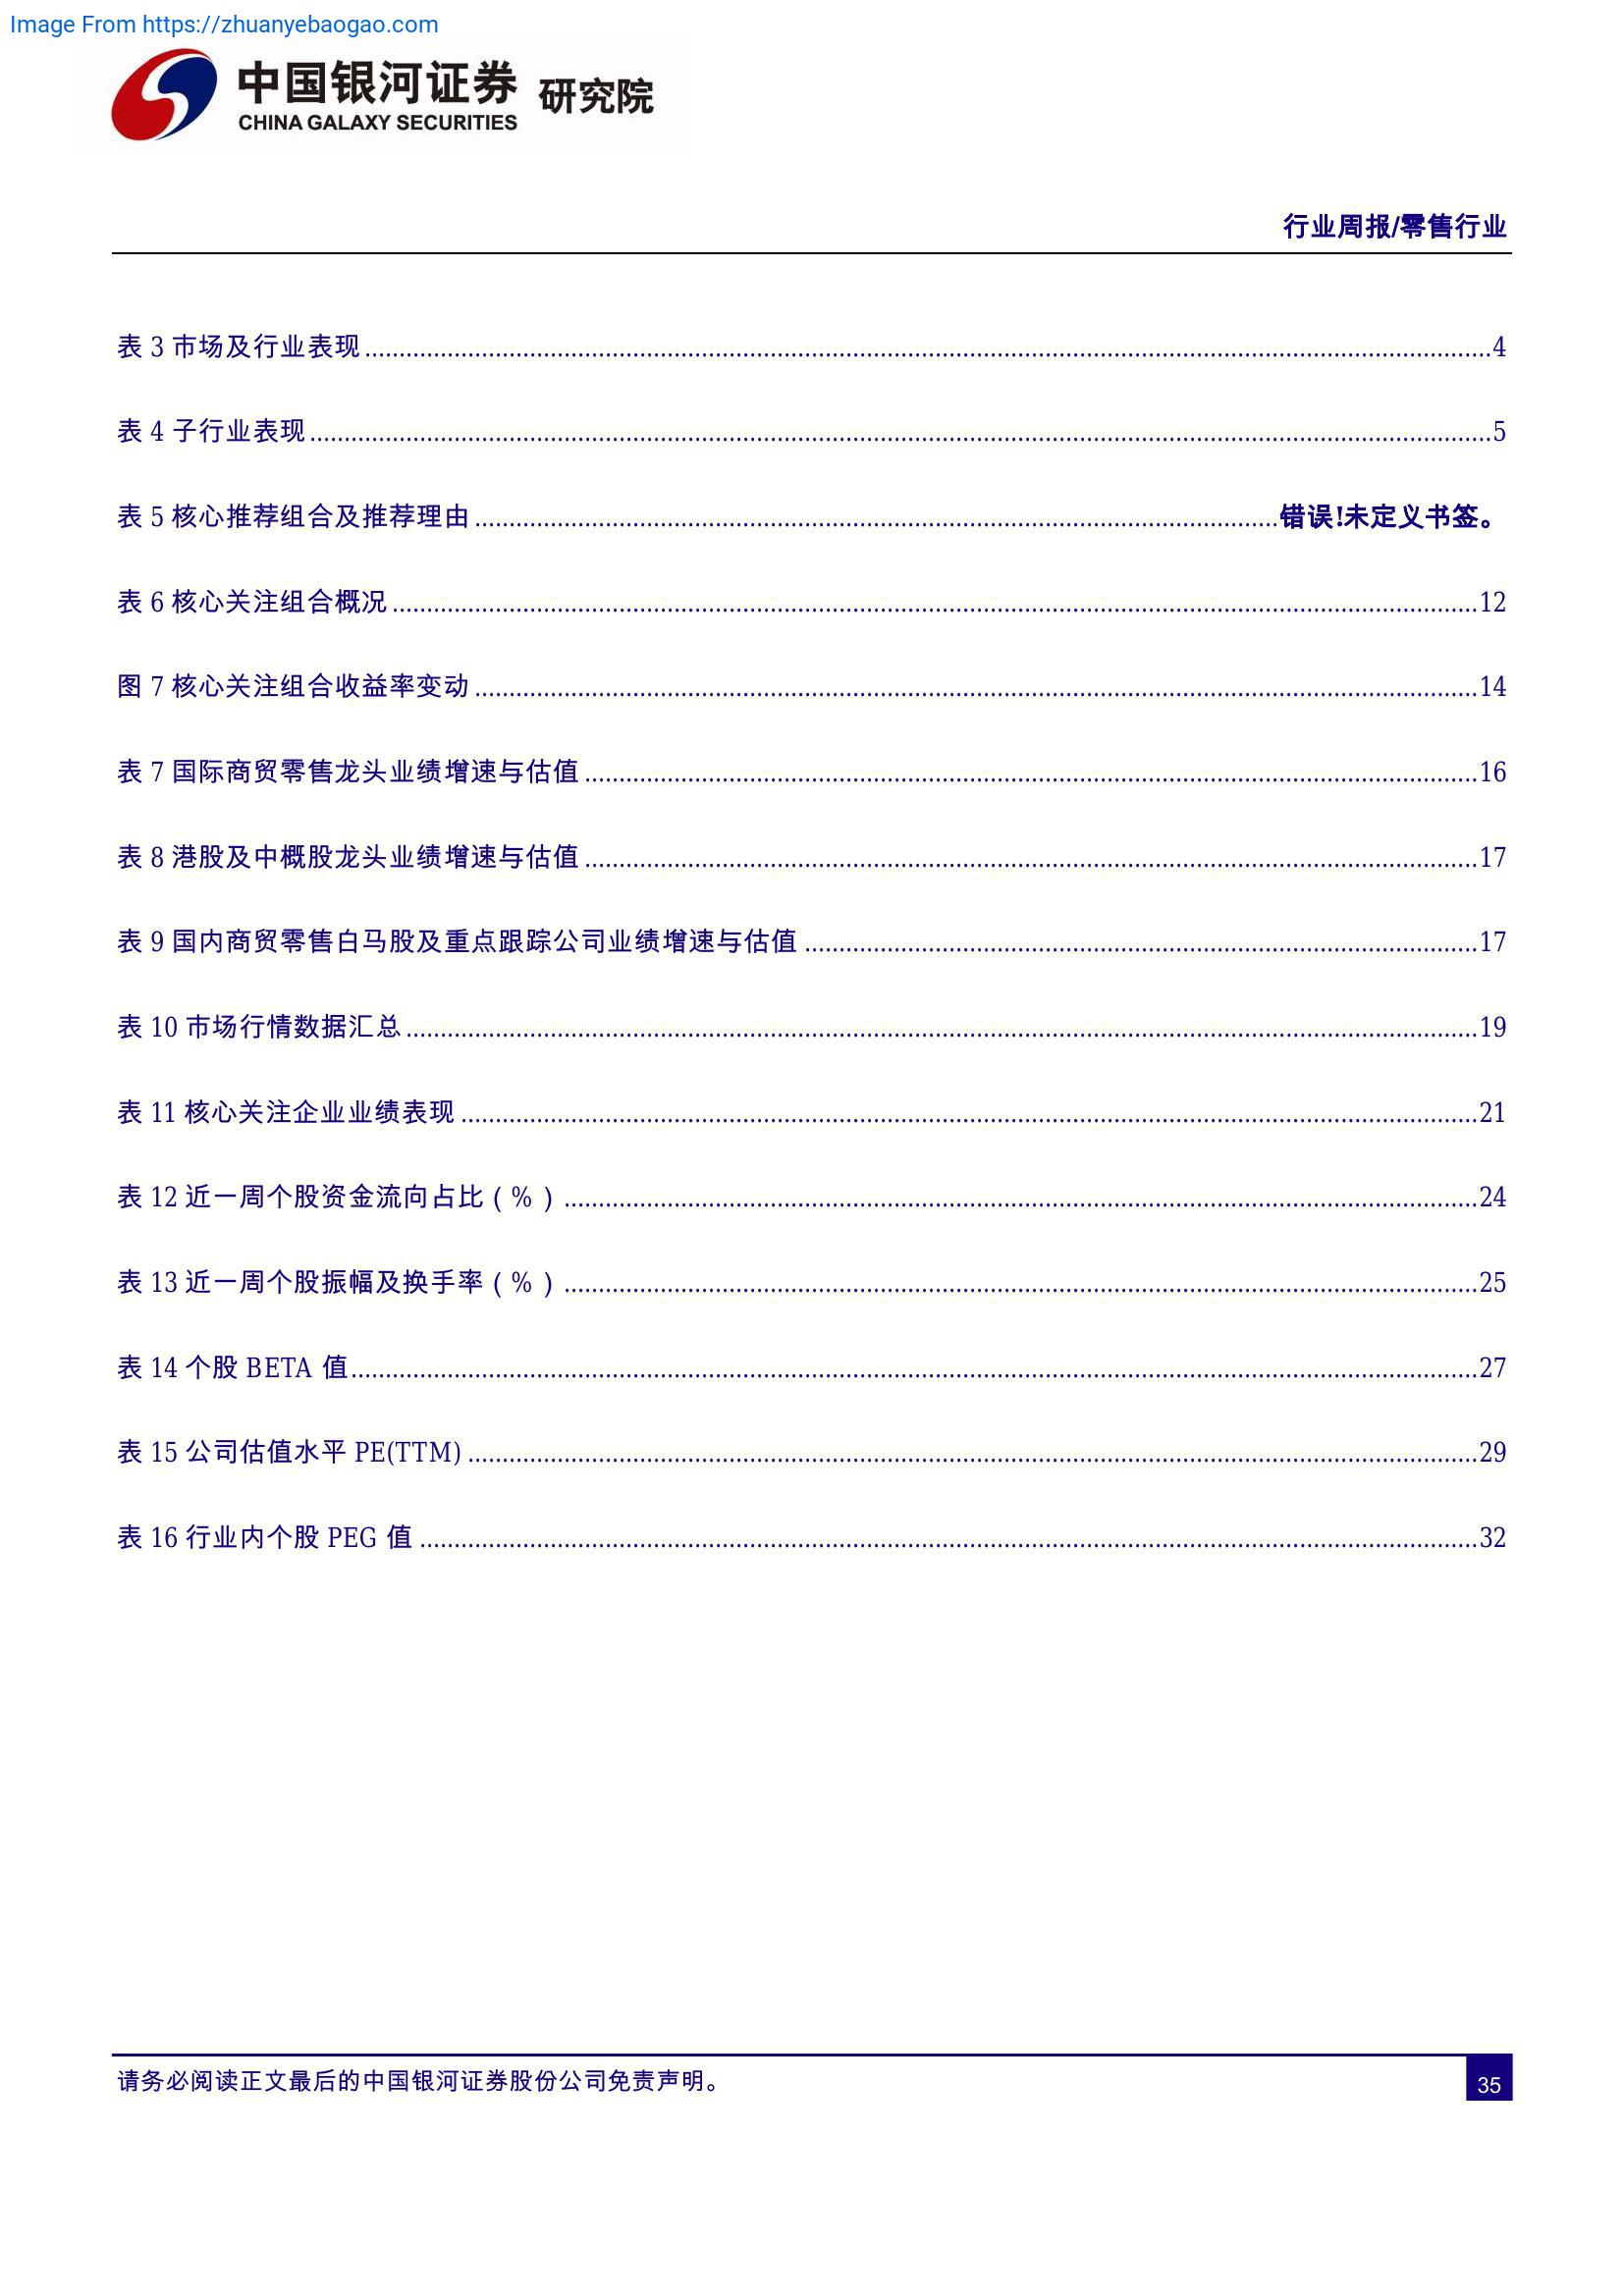 Image From https://zhuanyebaogao.com
中国银河证券 研究院
CHINA GALAXY SECURITIES
行业周报/零售行业
表 3 市场及行业表现........................................4
表 4 子行业表现........................................5
表 5 核心推荐组合及推荐理由........................................错误!未定义书签。
表 6 核心关注组合概况........................................12
图 7 核心关注组合收益率变动........................................14
表 7 国际商贸零售龙头业绩增速与估值........................................16
表 8 港股及中概股龙头业绩增速与估值........................................17
表 9 国内商贸零售白马股及重点跟踪公司业绩增速与估值........................................17
表 10 市场行情数据汇总........................................19
表 11 核心关注企业业绩表现........................................21
表 12 近一周个股资金流向占比（%）........................................24
表 13 近一周个股振幅及换手率（%）........................................25
表 14 个股 BETA 值........................................27
表 15 公司估值水平 PE(TTM)........................................29
表 16 行业内个股 PEG 值........................................32
请务必阅读正文最后的中国银河证券股份公司免责声明。
35